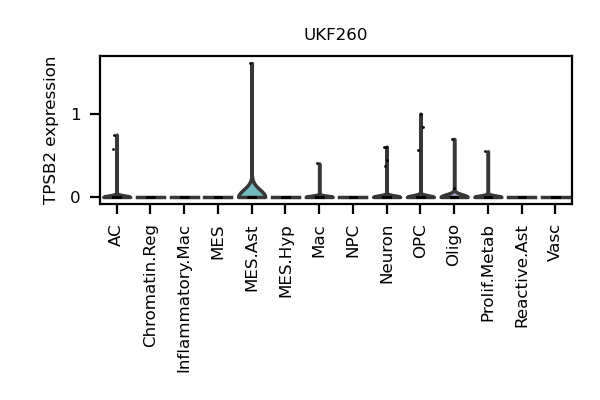 UKF260
TPSB2 expression
1
0
AC
Chromatin.Reg
Inflammatory.Mac
MES
MES.Ast
MES.Hyp
Mac
NPC
Neuron
OPC
Oligo
Prolif.Metab
Reactive.Ast
Vasc